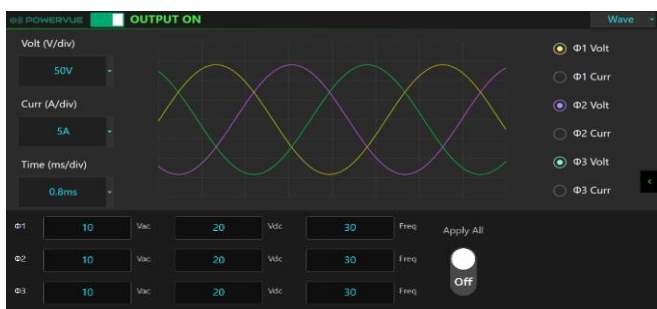 POWERVUE OUTPUT ON Wave
Volt (V/div)
50V
Curr (A/div)
5A
Time (ms/div)
0.8ms
Φ1 Volt
Φ1 Curr
Φ2 Volt
Φ2 Curr
Φ3 Volt
Φ3 Curr
Φ1 10 Vac 20 Vdc 30 Freq
Φ2 10 Vac 20 Vdc 30 Freq
Φ3 10 Vac 20 Vdc 30 Freq
Apply All
Off